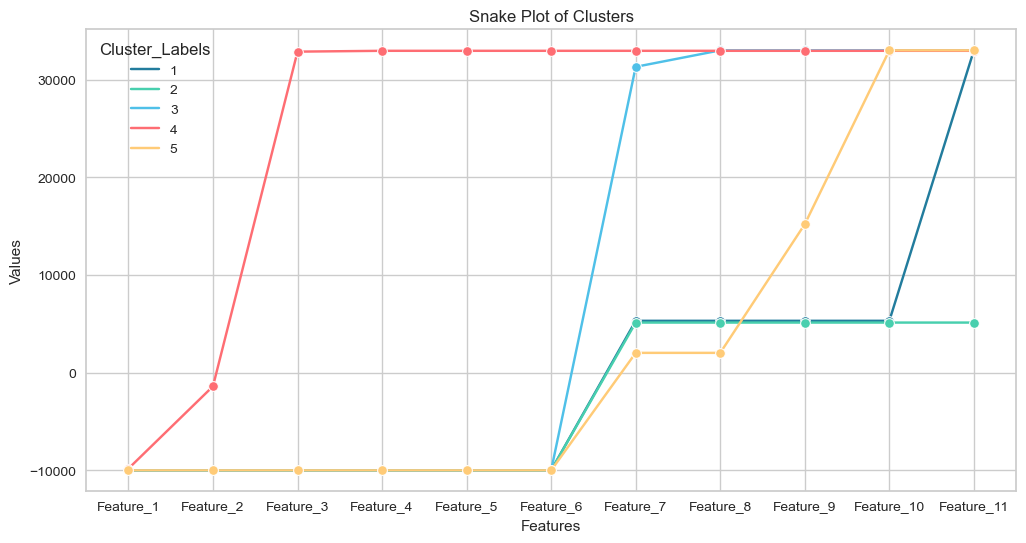 Snake Plot of Clusters
Cluster_Labels
1
2
3
4
5
30000
20000
10000
0
−10000
Values
Feature_1 Feature_2 Feature_3 Feature_4 Feature_5 Feature_6 Feature_7 Feature_8 Feature_9 Feature_10 Feature_11
Features